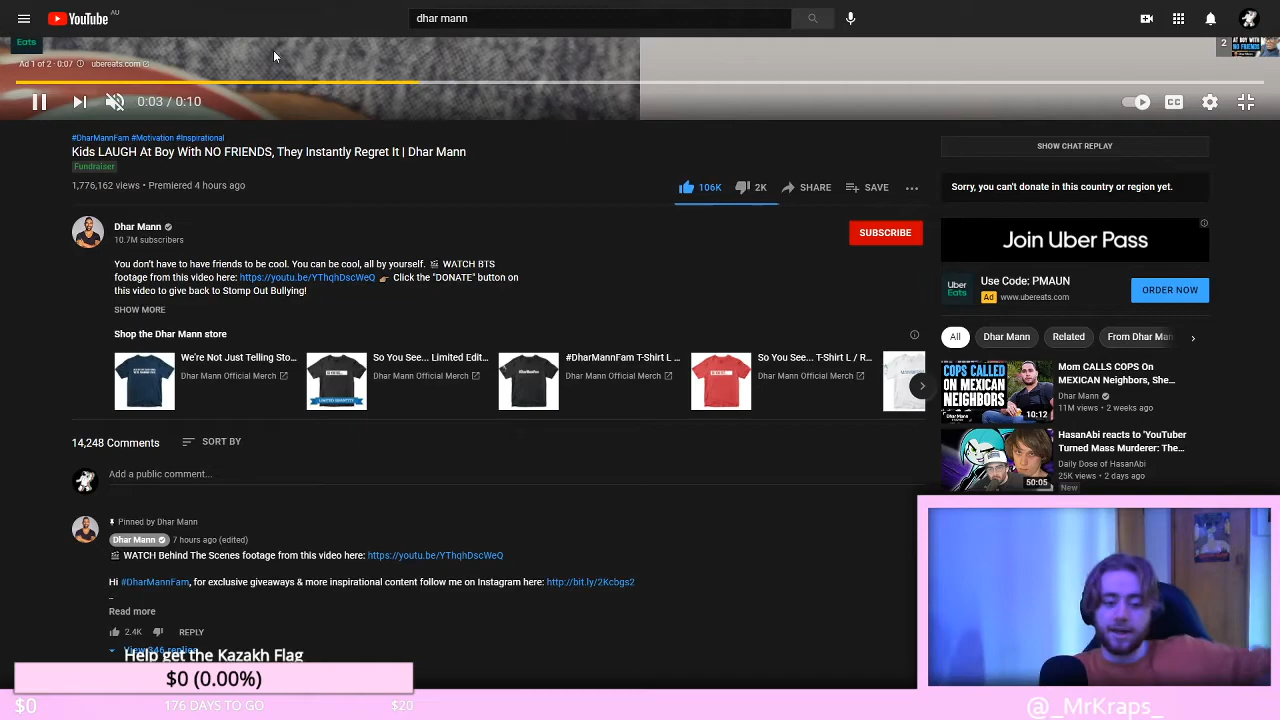 YouTube AU
dhar mann
Eats
Ad 1 of 2 · 0:07 ubereats.com
2
AT BOY WITH
NO FRIENDS
0:03 / 0:10
CC
#DharMannFam #Motivation #Inspirational
Kids LAUGH At Boy With NO FRIENDS, They Instantly Regret It | Dhar Mann
Fundraiser
1,776,162 views • Premiered 4 hours ago
106K 2K SHARE SAVE
Dhar Mann
10.7M subscribers
SUBSCRIBE
You don't have to have friends to be cool. You can be cool, all by yourself. 🎬 WATCH BTS
footage from this video here: https://youtu.be/YThqhDscWeQ 👉🏽 Click the "DONATE" button on
this video to give back to Stomp Out Bullying!
SHOW MORE
Shop the Dhar Mann store
We're Not Just Telling Sto...
Dhar Mann Official Merch
So You See... Limited Edit...
Dhar Mann Official Merch
LIMITED QUANTITY
#DharMannFam T-Shirt L ...
Dhar Mann Official Merch
So You See... T-Shirt L / R...
Dhar Mann Official Merch
14,248 Comments SORT BY
Add a public comment...
Pinned by Dhar Mann
Dhar Mann 7 hours ago (edited)
🎬 WATCH Behind The Scenes footage from this video here: https://youtu.be/YThqhDscWeQ
Hi #DharMannFam, for exclusive giveaways & more inspirational content follow me on Instagram here: http://bit.ly/2Kcbgs2
–
Read more
2.4K REPLY
View 346 replies
SHOW CHAT REPLAY
Sorry, you can't donate in this country or region yet.
Join Uber Pass
Uber
Eats
Use Code: PMAUN
Ad www.ubereats.com
ORDER NOW
All Dhar Mann Related From Dhar Man
COPS CALLED
ON MEXICAN
NEIGHBORS
10:12
Mom CALLS COPS On
MEXICAN Neighbors, She...
Dhar Mann
11M views • 2 weeks ago
50:05
HasanAbi reacts to 'YouTuber
Turned Mass Murderer: The...
Daily Dose of HasanAbi
25K views • 2 days ago
New
Help get the Kazakh Flag
$0 (0.00%)
$0 176 DAYS TO GO $20
@_MrKraps_